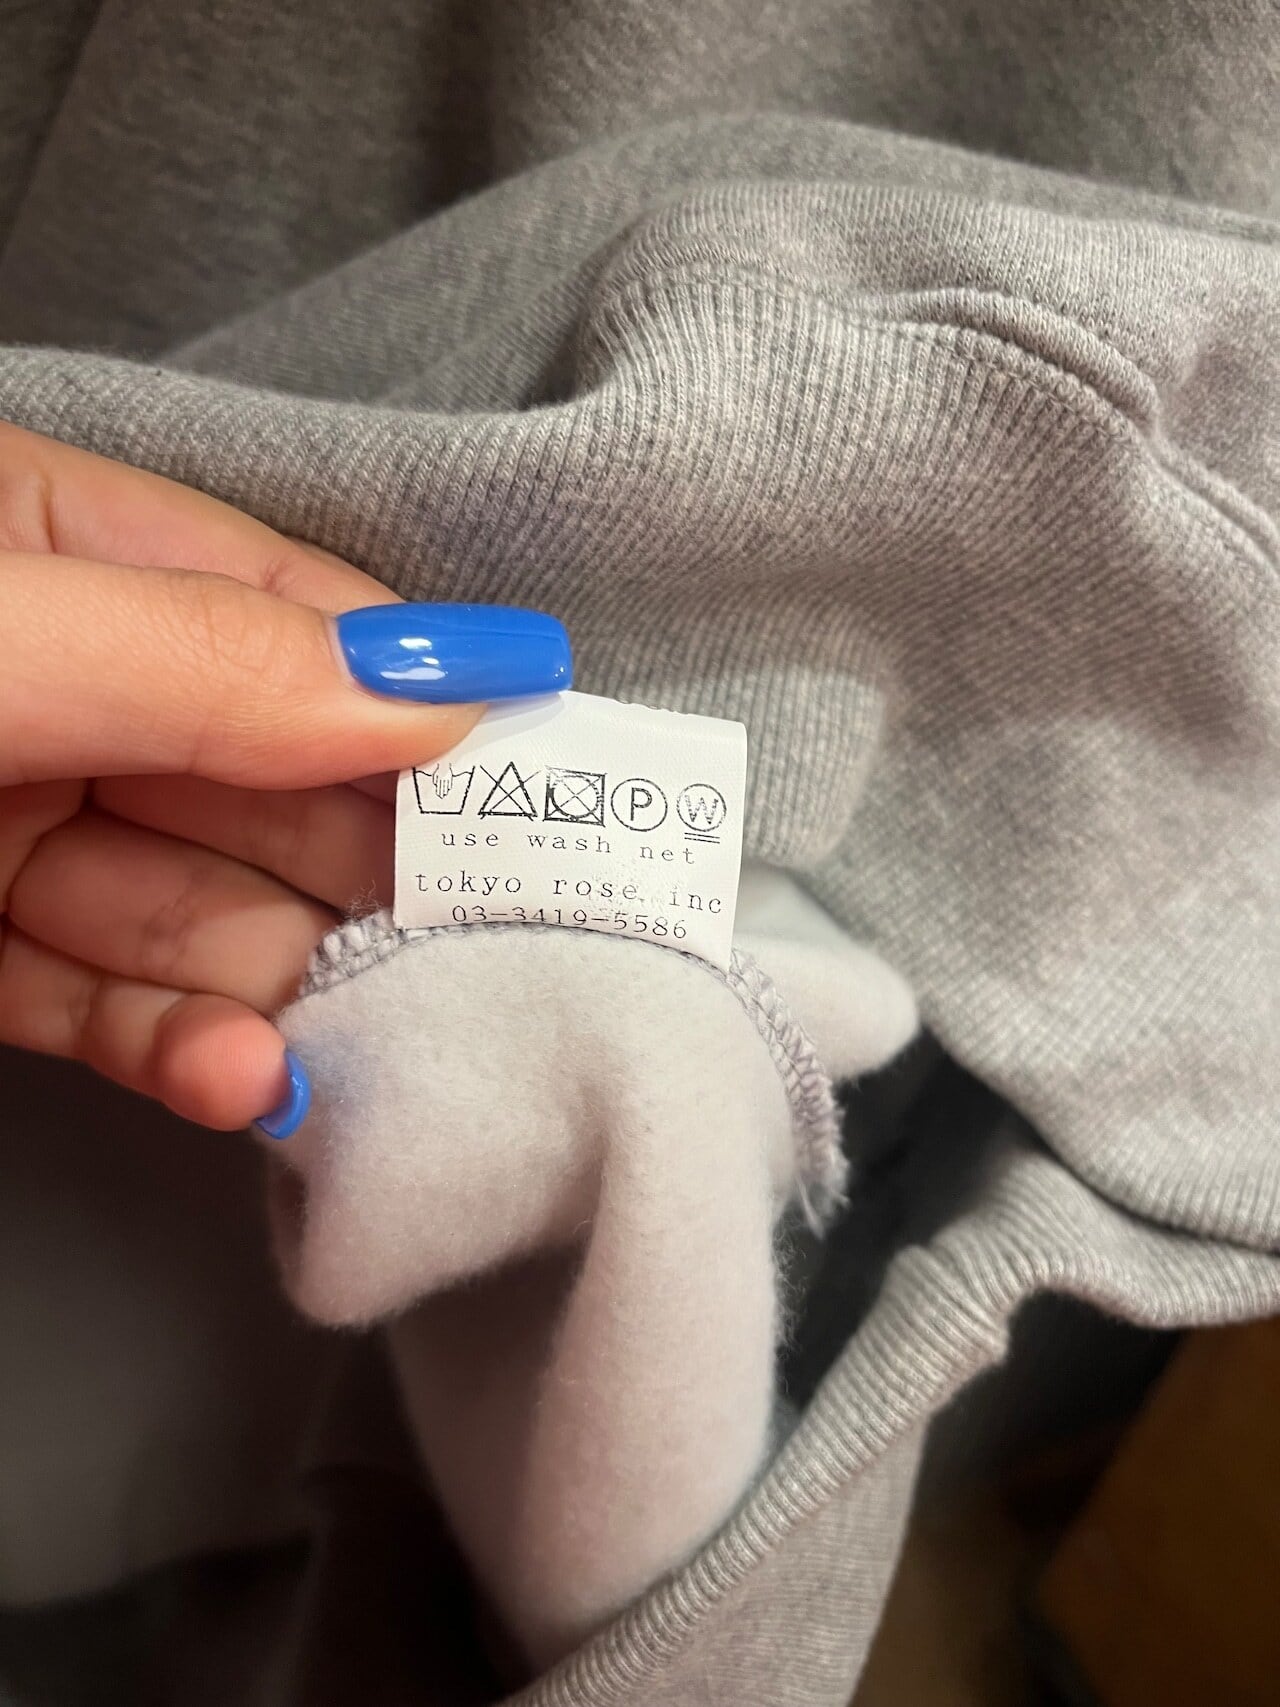 P W
use wash net
tokyo rose inc
03-3419-5586